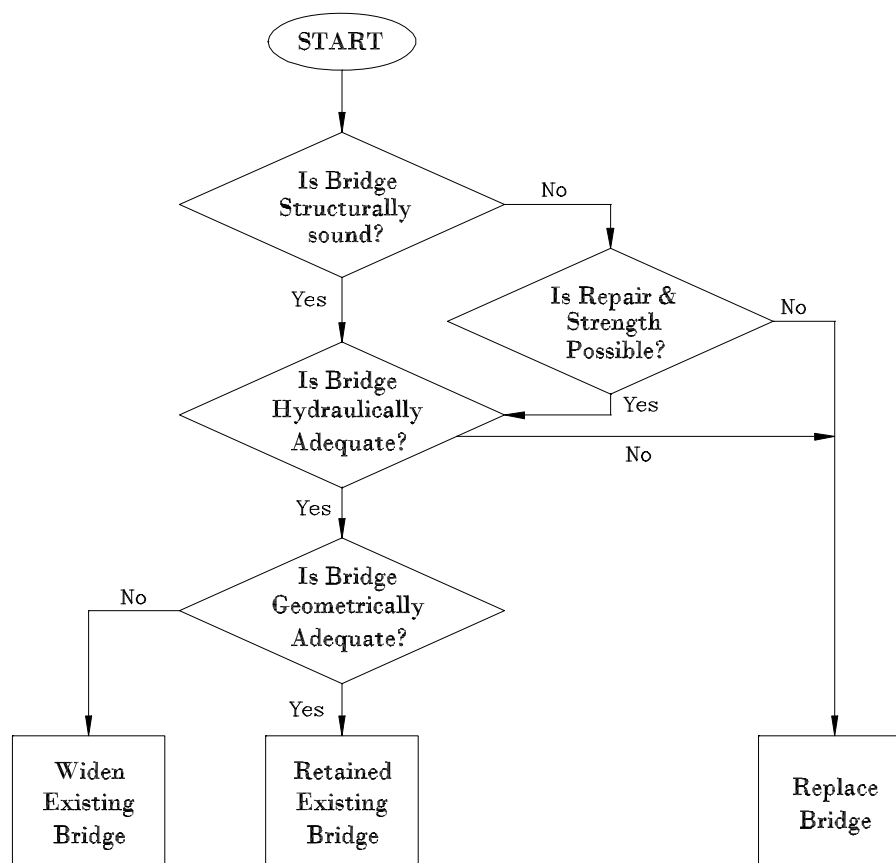 START
Is Bridge
Structurally
sound?
No
Yes
Is Repair &
Strength
Possible?
No
Yes
Is Bridge
Hydraulically
Adequate?
No
Yes
Is Bridge
Geometrically
Adequate?
No
Yes
Widen
Existing
Bridge
Retained
Existing
Bridge
Replace
Bridge